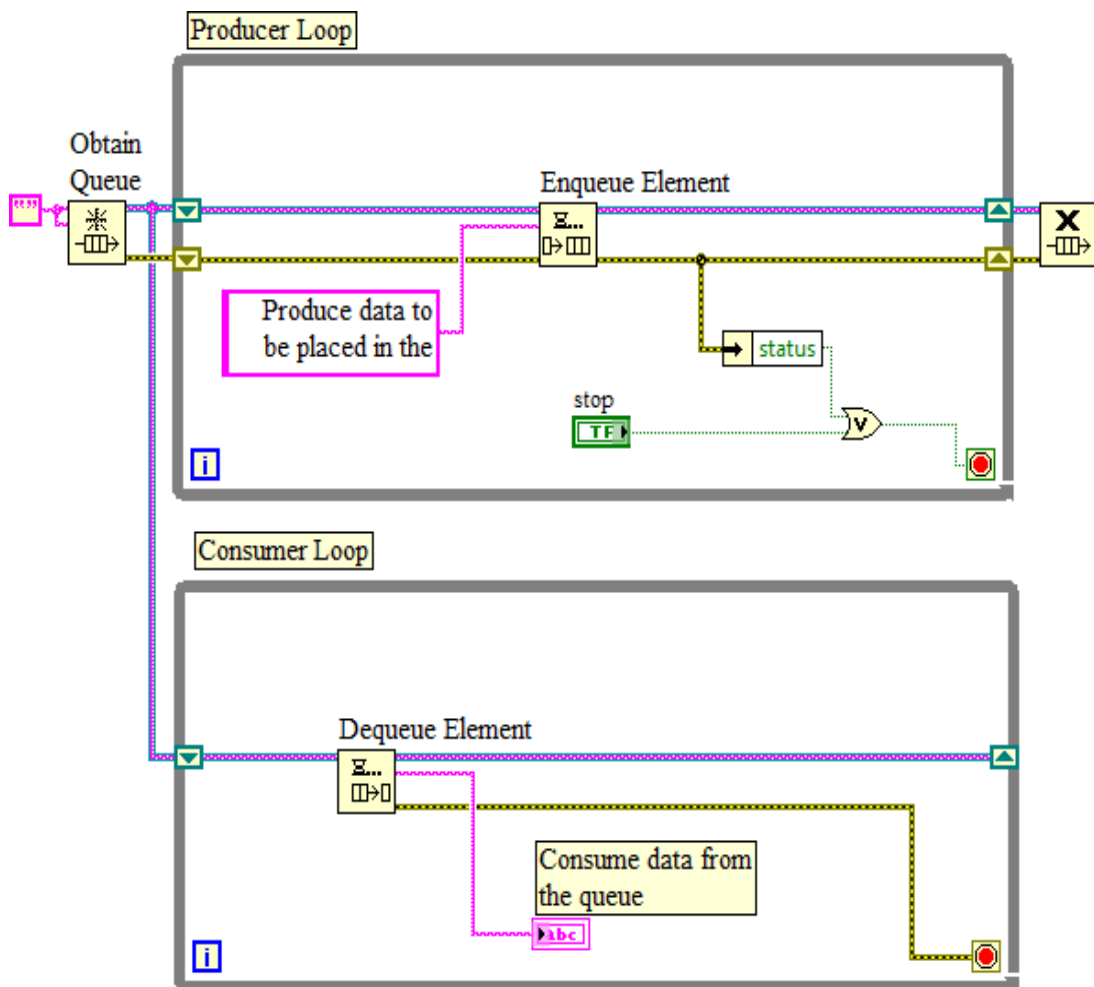 Producer Loop
Obtain
Queue
""
Enqueue Element
X
Produce data to
be placed in the
status
stop
TF
V
i
Consumer Loop
Dequeue Element
Consume data from
the queue
abc
i